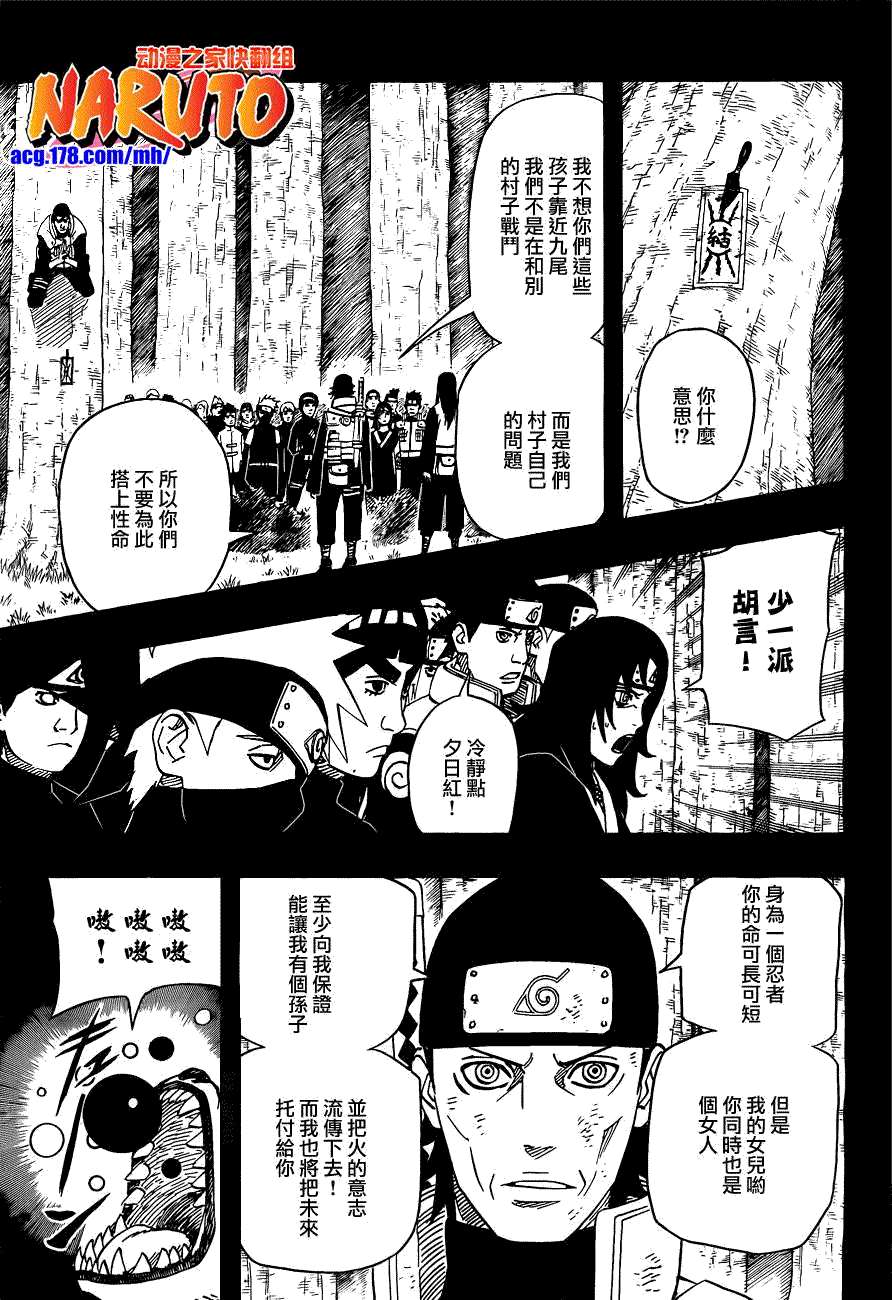 动漫之家快翻组
NARUTO
acg.178.com/mh/
結
你什麼
意思!?
我不想你們這些
孩子靠近九尾
我們不是在和別
的村子戰鬥
而是我們
村子自己
的問題
所以你們
不要為此
搭上性命
少一派
胡言！
冷靜點
夕日紅！
身為一個忍者
你的命可長可短
但是
我的女兒喲
你同時也是
個女人
至少向我保證
能讓我有個孫子
並把火的意志
流傳下去！
而我也將把未來
托付給你
嗷嗷嗷
嗷嗷！